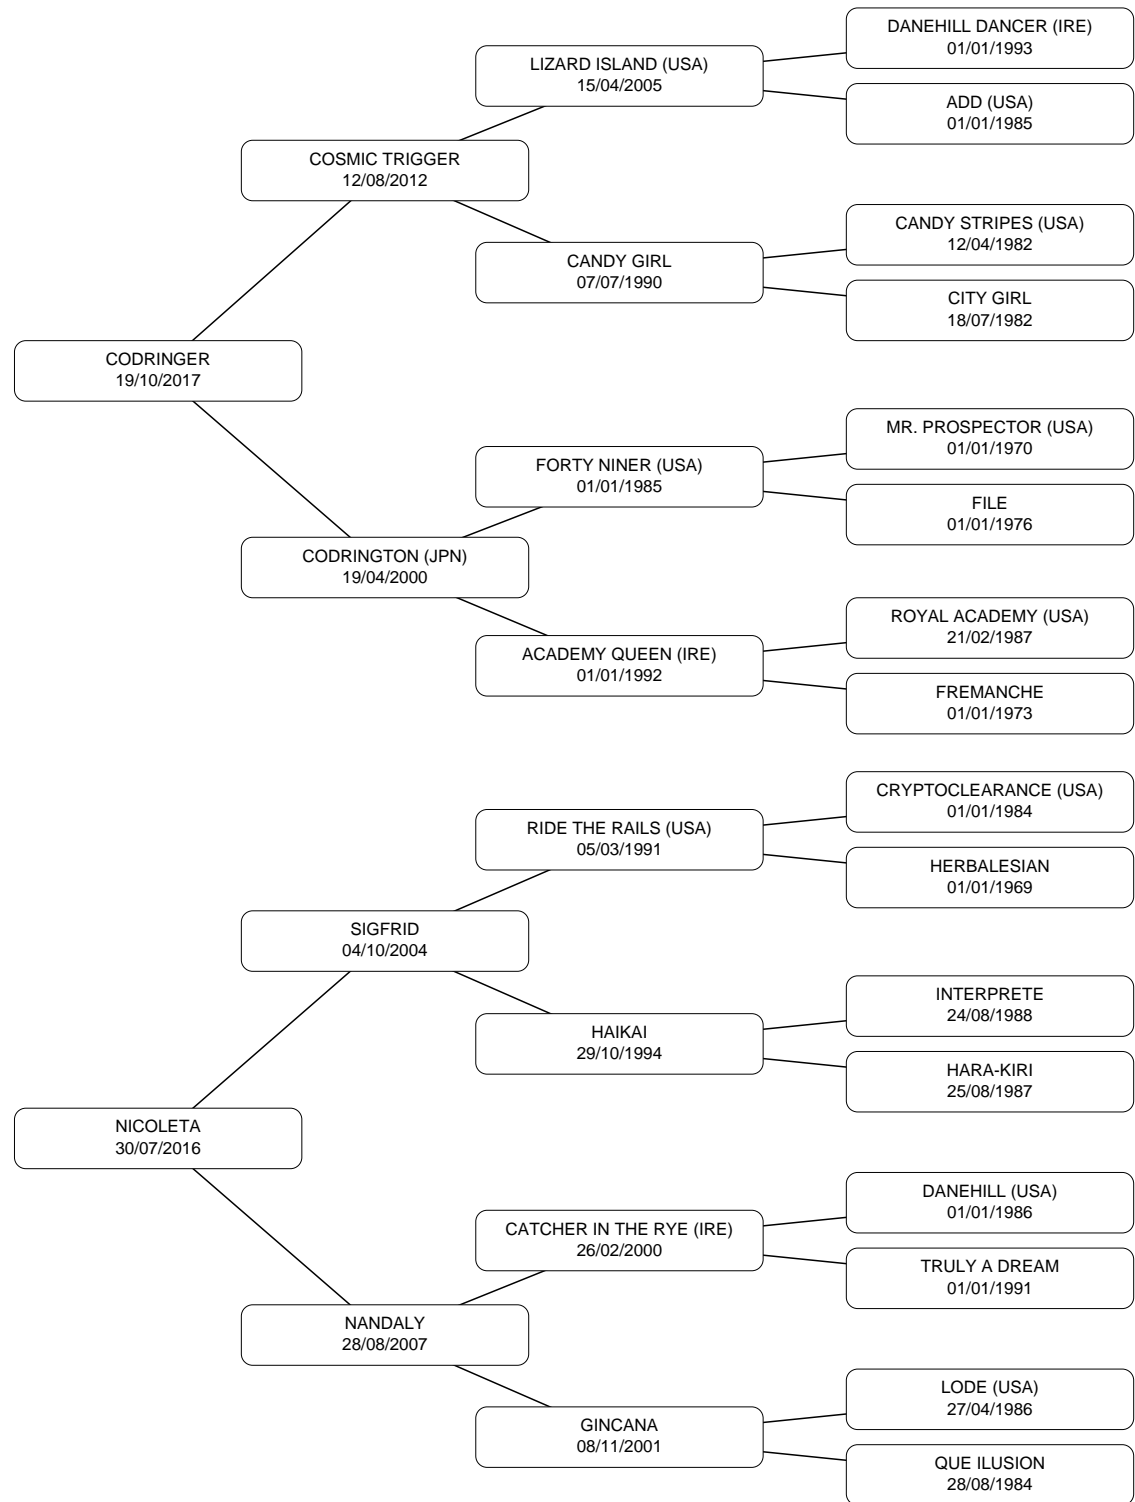 DANEHILL DANCER (IRE)
01/01/1993
LIZARD ISLAND (USA)
15/04/2005
ADD (USA)
01/01/1985
COSMIC TRIGGER
12/08/2012
CANDY STRIPES (USA)
12/04/1982
CANDY GIRL
07/07/1990
CITY GIRL
18/07/1982
CODRINGER
19/10/2017
MR. PROSPECTOR (USA)
01/01/1970
FORTY NINER (USA)
01/01/1985
FILE
01/01/1976
CODRINGTON (JPN)
19/04/2000
ROYAL ACADEMY (USA)
21/02/1987
ACADEMY QUEEN (IRE)
01/01/1992
FREMANCHE
01/01/1973
CRYPTOCLEARANCE (USA)
01/01/1984
RIDE THE RAILS (USA)
05/03/1991
HERBALESIAN
01/01/1969
SIGFRID
04/10/2004
INTERPRETE
24/08/1988
HAIKAI
29/10/1994
HARA-KIRI
25/08/1987
NICOLETA
30/07/2016
DANEHILL (USA)
01/01/1986
CATCHER IN THE RYE (IRE)
26/02/2000
TRULY A DREAM
01/01/1991
NANDALY
28/08/2007
LODE (USA)
27/04/1986
GINCANA
08/11/2001
QUE ILUSION
28/08/1984